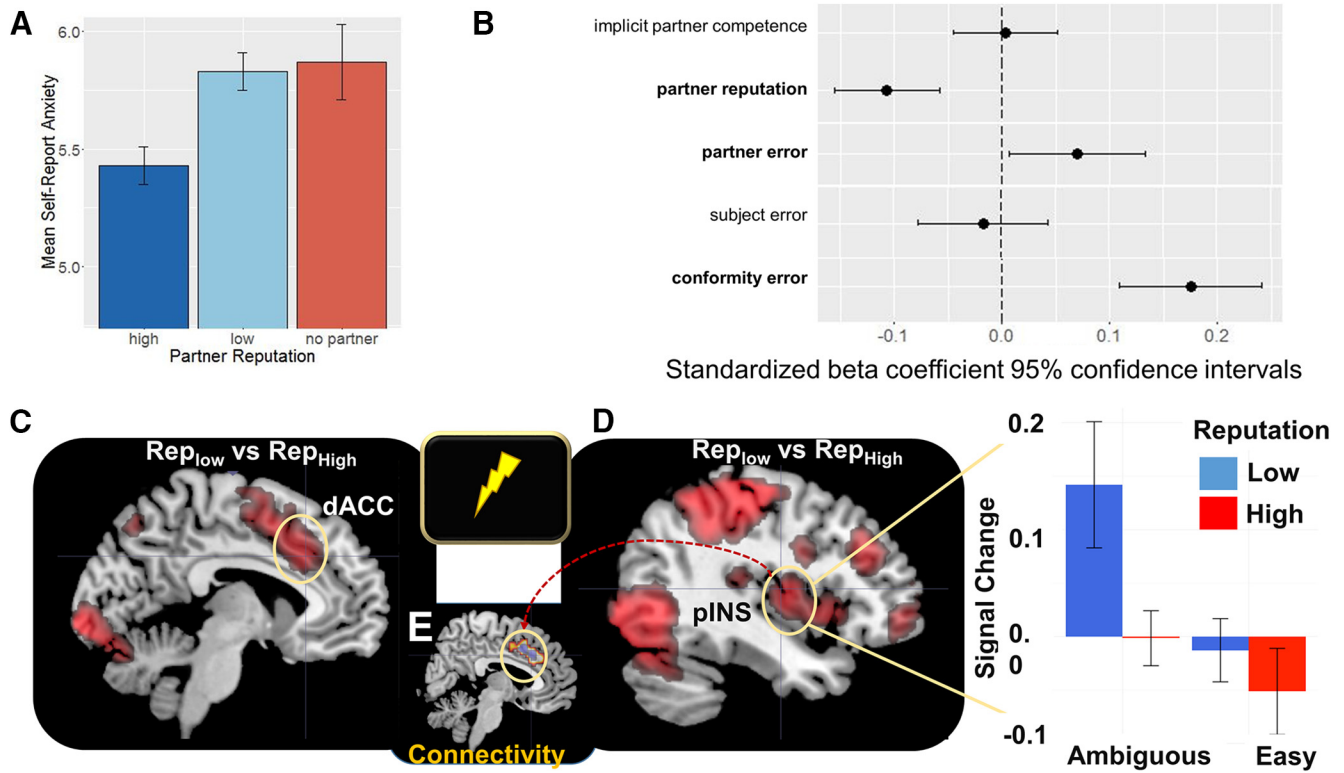 A
6.0
5.5
5.0
Mean Self-Report Anxiety
high low no partner
Partner Reputation
B
implicit partner competence
partner reputation
partner error
subject error
conformity error
-0.1 0.0 0.1 0.2
Standardized beta coefficient 95% confidence intervals
C
Replow vs RepHigh
dACC
D
Replow vs RepHigh
pINS
E
Connectivity
0.2
0.1
0.
0
-0.1
Signal Change
Reputation
Low
High
Ambiguous Easy